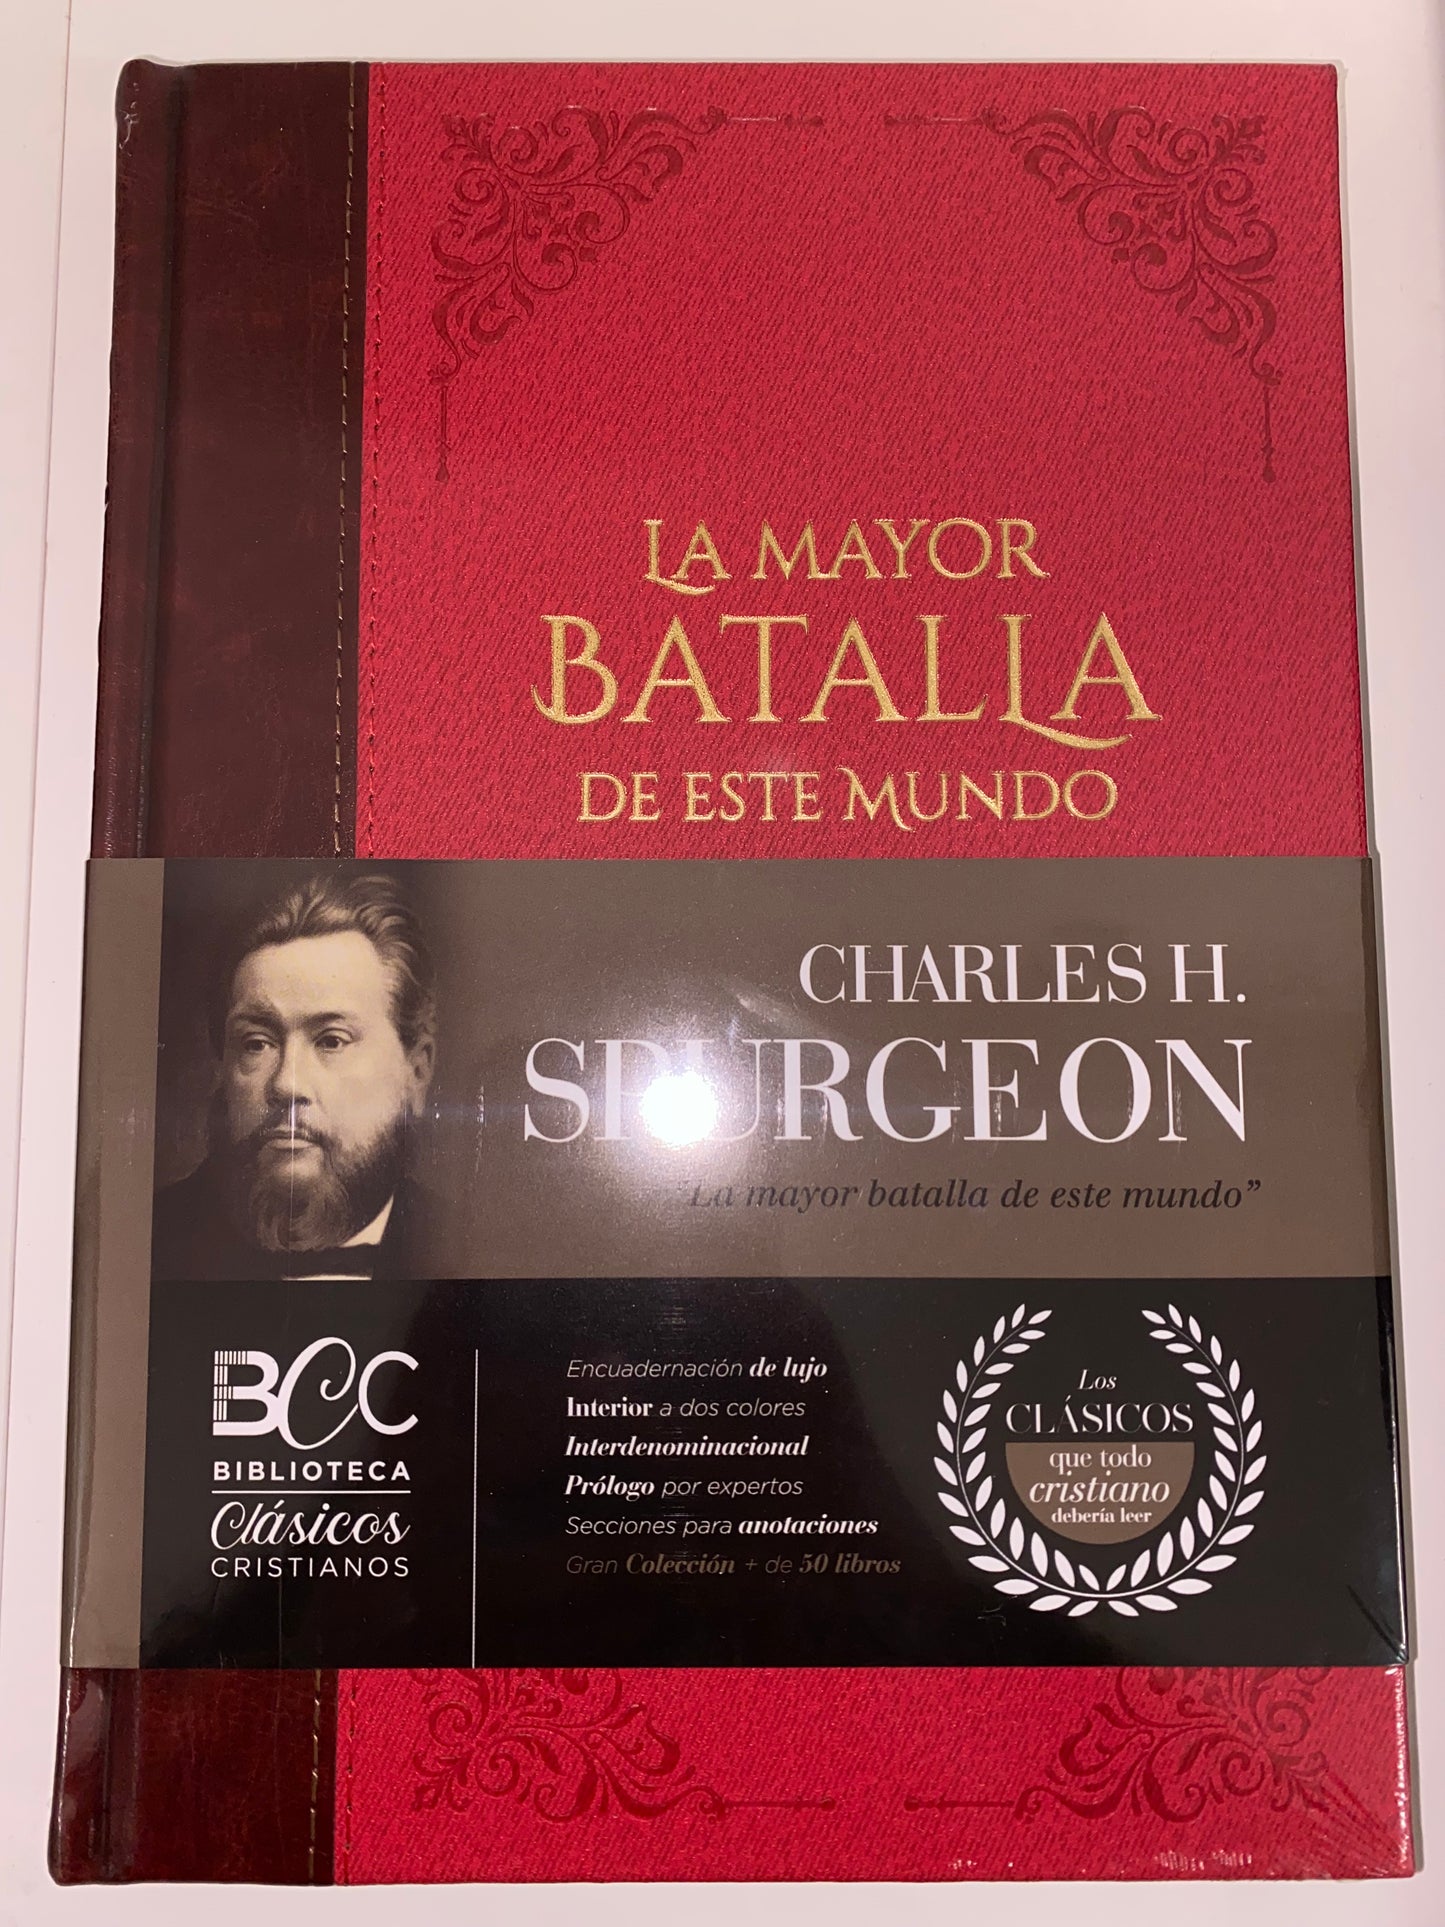 LA MAYOR
BATALLA
DE ESTE MUNDO
CHARLES H.
SPURGEON
"La mayor batalla de este mundo"
BCC
BIBLIOTECA
Clásicos
CRISTIANOS
Encuadernación de lujo
Interior a dos colores
Interdenominacional
Prólogo por expertos
Secciones para anotaciones
Gran Colección + de 50 libros
Los
CLÁSICOS
que todo
cristiano
debería leer